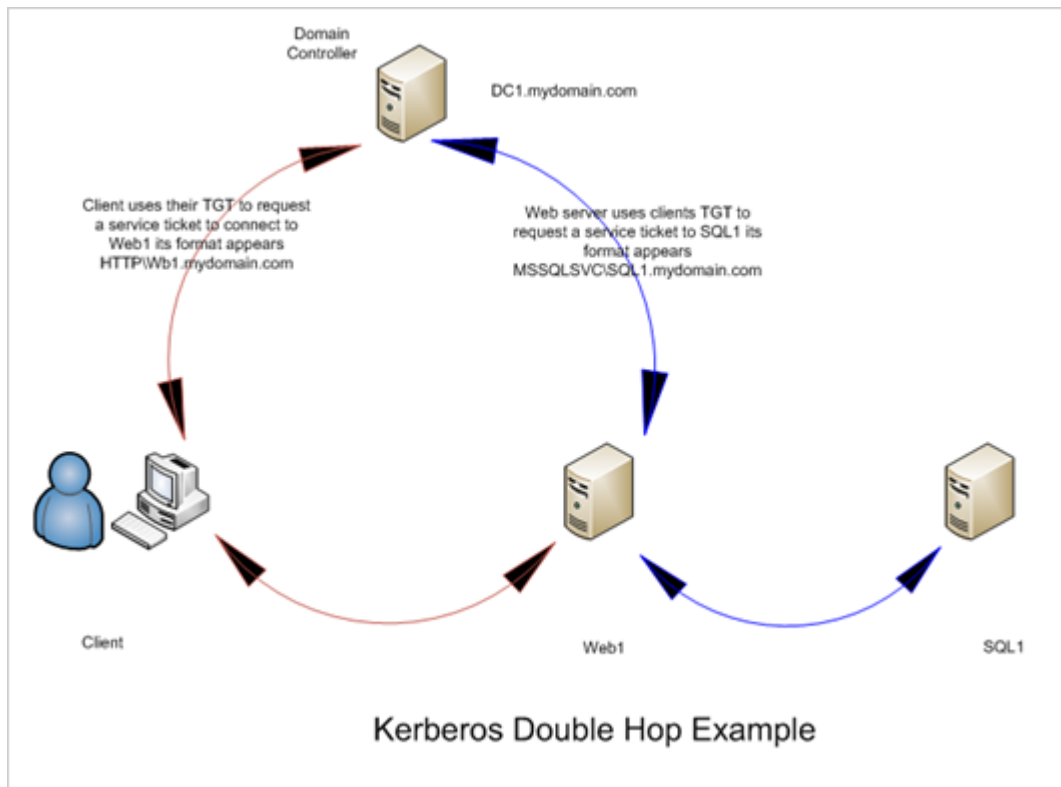 Domain
Controller
DC1.mydomain.com
Client uses their TGT to request
a service ticket to connect to
Web1 its format appears
HTTP\Wb1.mydomain.com
Web server uses clients TGT to
request a service ticket to SQL1 its
format appears
MSSQLSVC\SQL1.mydomain.com
Client
Web1
SQL1
Kerberos Double Hop Example